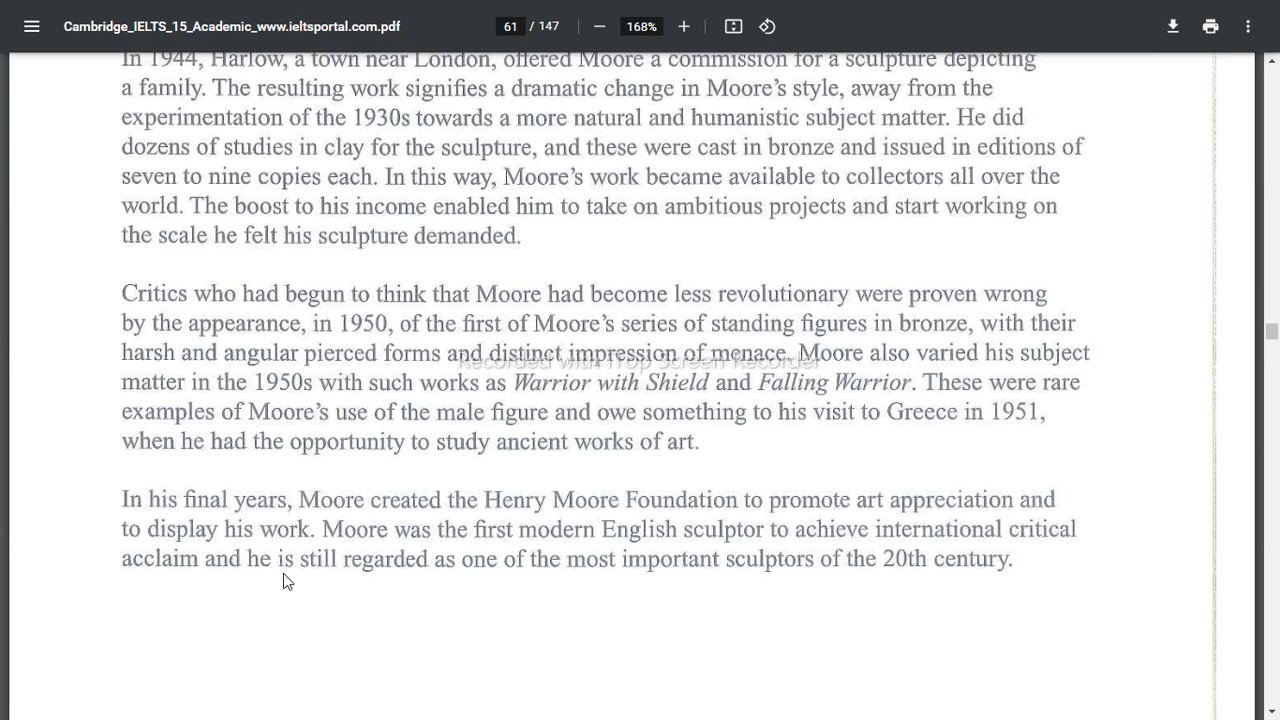 Cambridge_IELTS_15_Academic_www.ieltsportal.com.pdf
61 / 147
168%
In 1944, Harlow, a town near London, offered Moore a commission for a sculpture depicting
a family. The resulting work signifies a dramatic change in Moore’s style, away from the
experimentation of the 1930s towards a more natural and humanistic subject matter. He did
dozens of studies in clay for the sculpture, and these were cast in bronze and issued in editions of
seven to nine copies each. In this way, Moore’s work became available to collectors all over the
world. The boost to his income enabled him to take on ambitious projects and start working on
the scale he felt his sculpture demanded.
Critics who had begun to think that Moore had become less revolutionary were proven wrong
by the appearance, in 1950, of the first of Moore’s series of standing figures in bronze, with their
harsh and angular pierced forms and distinct impression of menace. Moore also varied his subject
Recorded with iTop Screen Recorder
matter in the 1950s with such works as Warrior with Shield and Falling Warrior. These were rare
examples of Moore’s use of the male figure and owe something to his visit to Greece in 1951,
when he had the opportunity to study ancient works of art.
In his final years, Moore created the Henry Moore Foundation to promote art appreciation and
to display his work. Moore was the first modern English sculptor to achieve international critical
acclaim and he is still regarded as one of the most important sculptors of the 20th century.